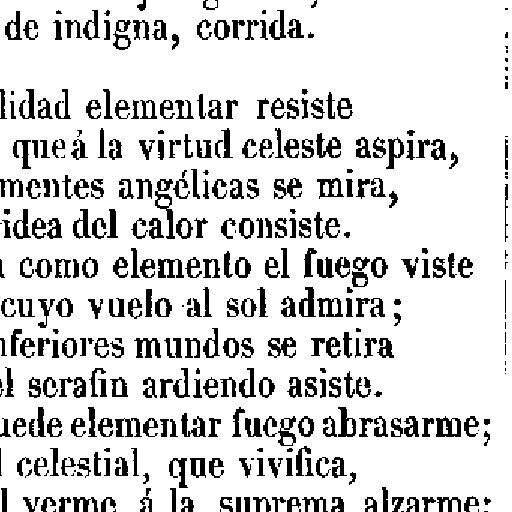 de indigna, corrida.
lidad elementar resiste
queá la virtud celeste aspira,
mentes angélicas se mira,
idea del calor consiste.
como elemento el fuego viste
cuyo vuelo al sol admira;
nferiores mundos se retira
el serafin ardiendo asiste.
uede elementar fuego abrasarme;
l celestial, que vivifica,
l verme á la suprema alzarme: